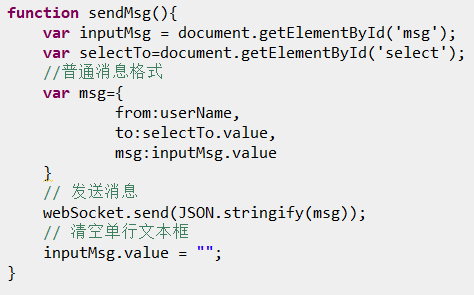 function sendMsg(){
    var inputMsg = document.getElementById('msg');
    var selectTo=document.getElementById('select');
    //普通消息格式
    var msg={
            from:userName,
            to:selectTo.value,
            msg:inputMsg.value
    }
    // 发送消息
    webSocket.send(JSON.stringify(msg));
    // 清空单行文本框
    inputMsg.value = "";
}